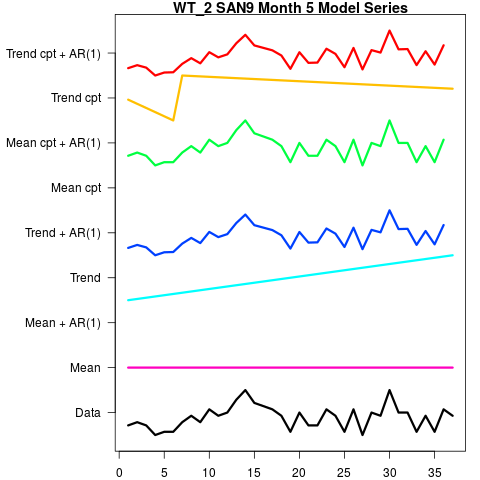 WT_2 SAN9 Month 5 Model Series
Trend cpt + AR(1)
Trend cpt
Mean cpt + AR(1)
Mean cpt
Trend + AR(1)
Trend
Mean + AR(1)
Mean
Data
0 5 10 15 20 25 30 35